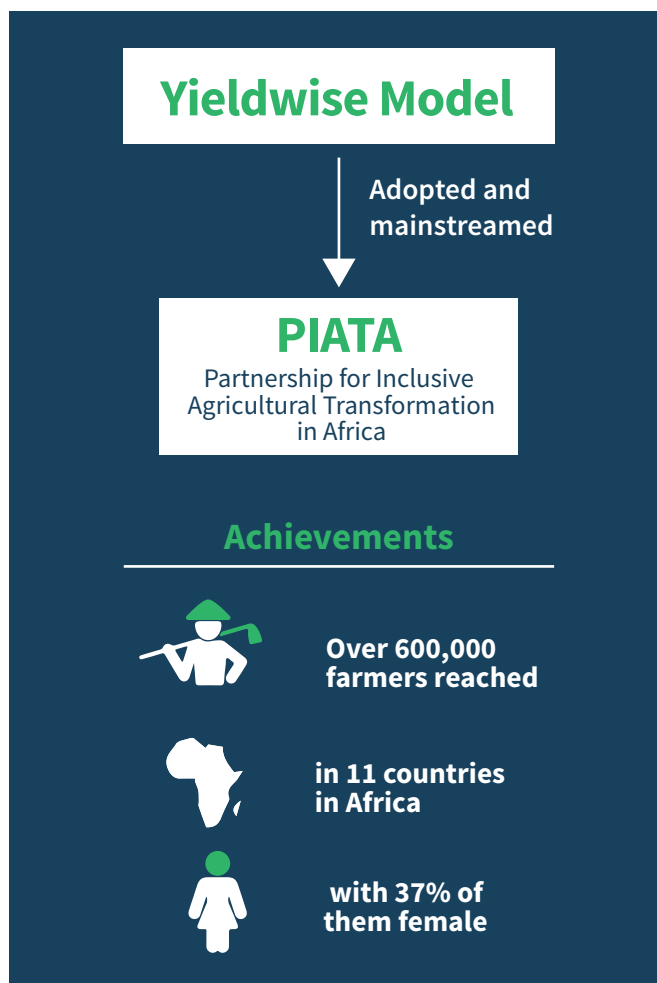 Yieldwise Model
Adopted and
mainstreamed
PIATA
Partnership for Inclusive
Agricultural Transformation
in Africa
Achievements
Over 600,000
farmers reached
in 11 countries
in Africa
with 37% of
them female